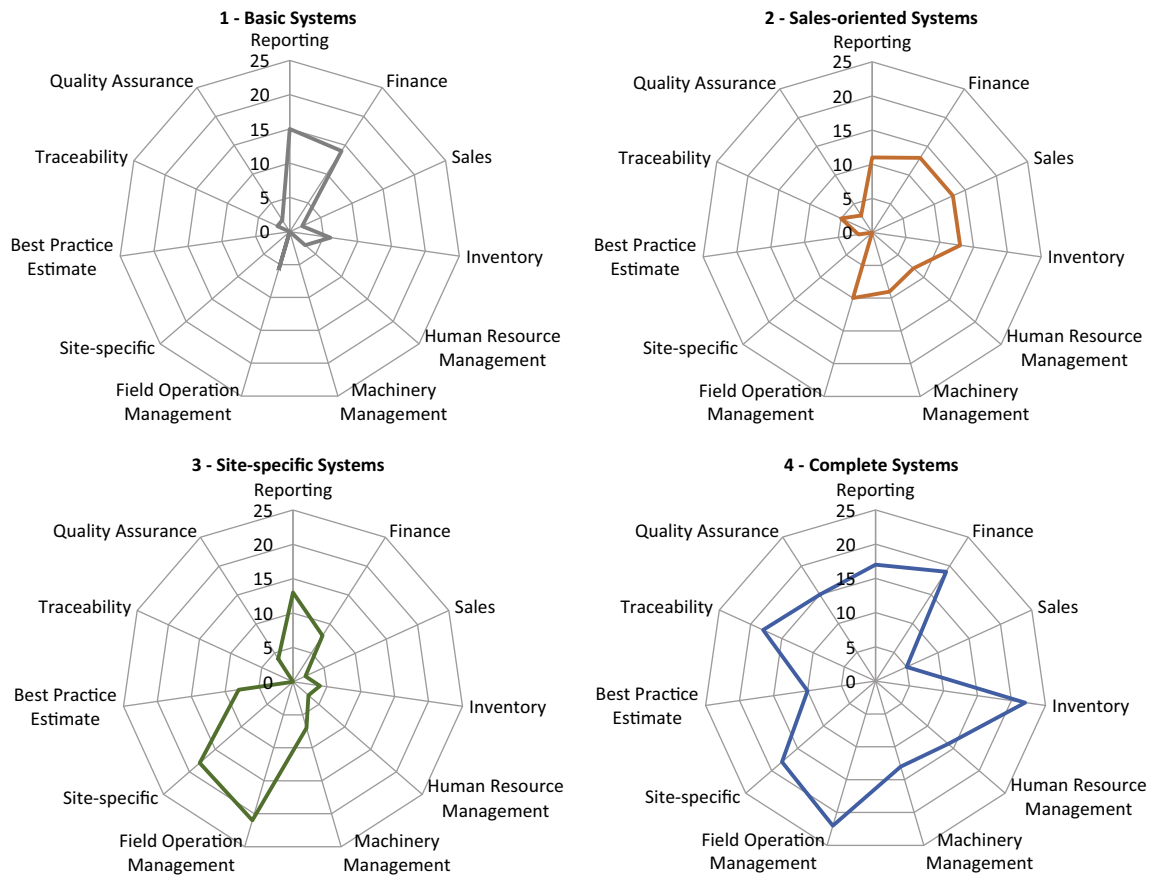 1 - Basic Systems
Reporting
25
20
15
10
5
0
Finance
Sales
Inventory
Human Resource
Management
Machinery
Management
Field Operation
Management
Site-specific
Best Practice
Estimate
Traceability
Quality Assurance
2 - Sales-oriented Systems
Reporting
25
20
15
10
5
0
Finance
Sales
Inventory
Human Resource
Management
Machinery
Management
Field Operation
Management
Site-specific
Best Practice
Estimate
Traceability
Quality Assurance
3 - Site-specific Systems
Reporting
25
20
15
10
5
0
Finance
Sales
Inventory
Human Resource
Management
Machinery
Management
Field Operation
Management
Site-specific
Best Practice
Estimate
Traceability
Quality Assurance
4 - Complete Systems
Reporting
25
20
15
10
5
0
Finance
Sales
Inventory
Human Resource
Management
Machinery
Management
Field Operation
Management
Site-specific
Best Practice
Estimate
Traceability
Quality Assurance